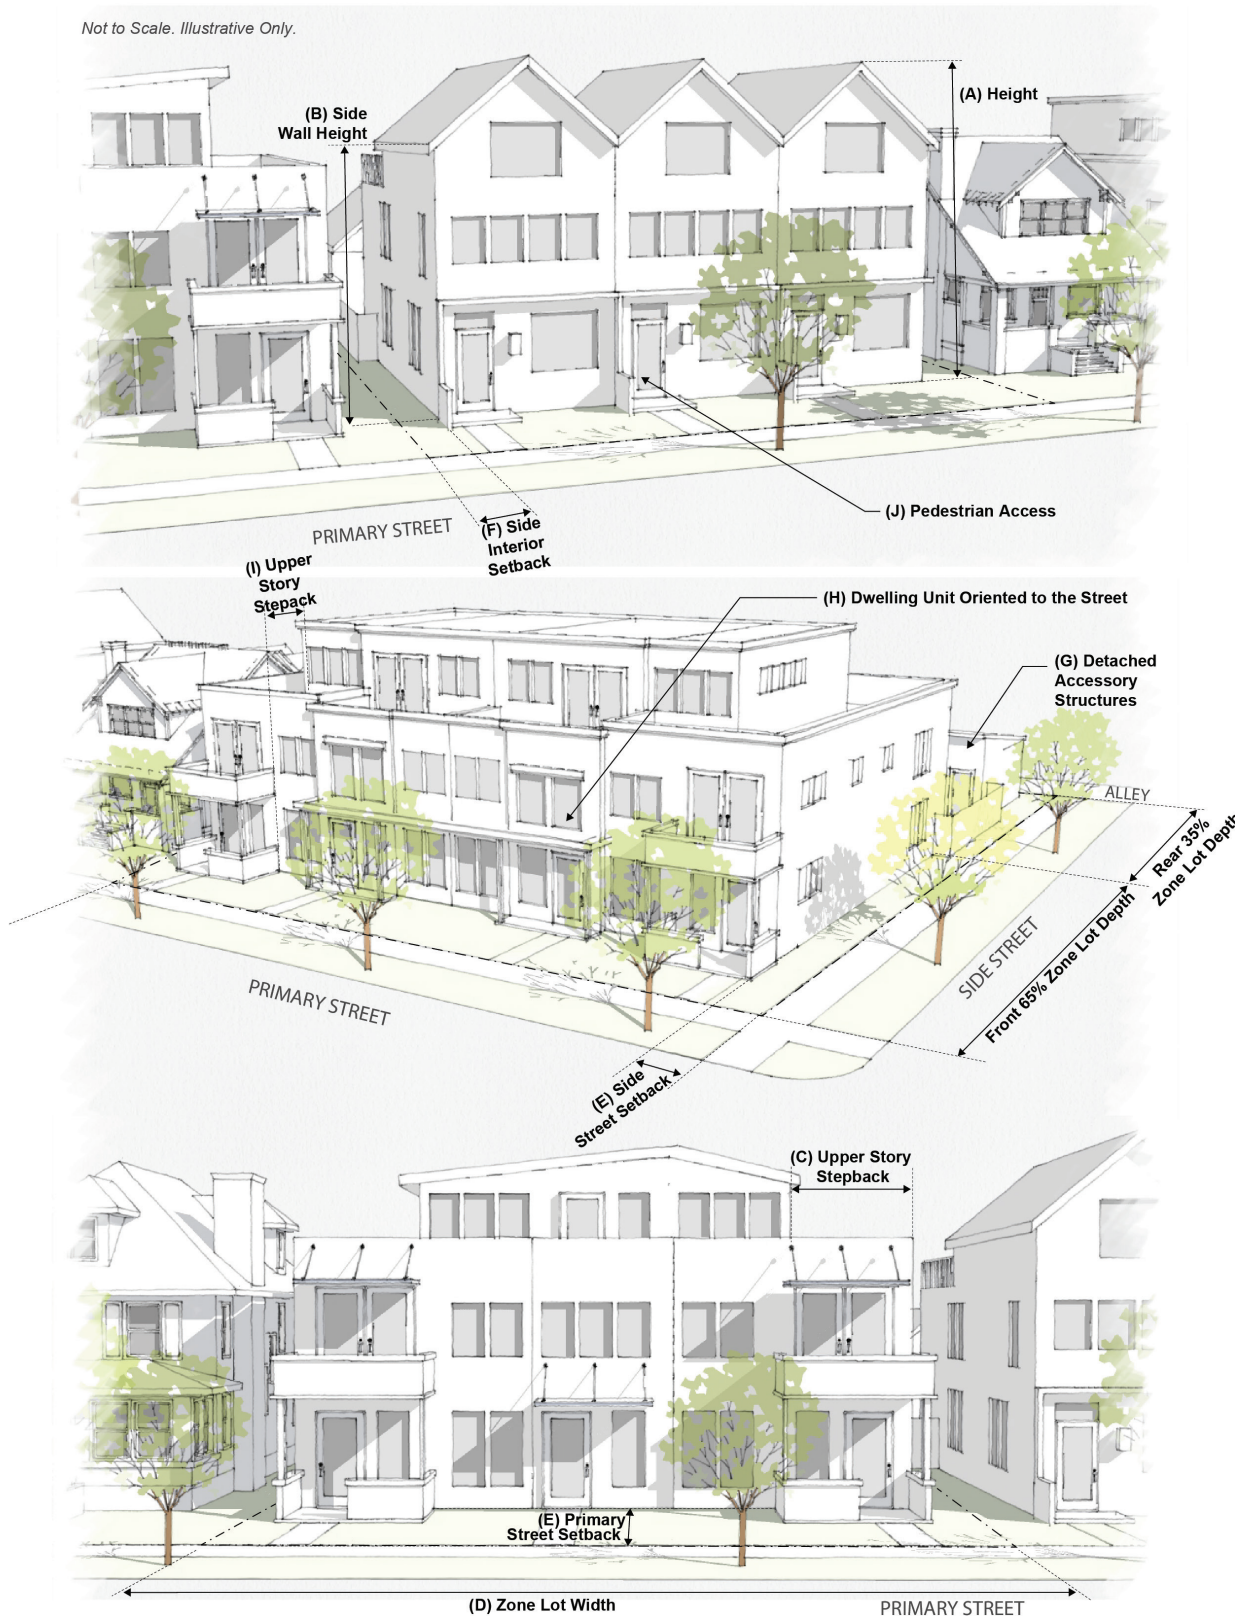 Not to Scale. Illustrative Only.
(A) Height
(B) Side
Wall Height
(J) Pedestrian Access
PRIMARY STREET
(F) Side
Interior
Setback
(I) Upper
Story
Stepack
(H) Dwelling Unit Oriented to the Street
(G) Detached
Accessory
Structures
ALLEY
Rear 35%
Zone Lot Depth
Front 65% Zone Lot Depth
SIDE STREET
PRIMARY STREET
(E) Side
Street Setback
(C) Upper Story
Stepback
(E) Primary
Street Setback
(D) Zone Lot Width
PRIMARY STREET